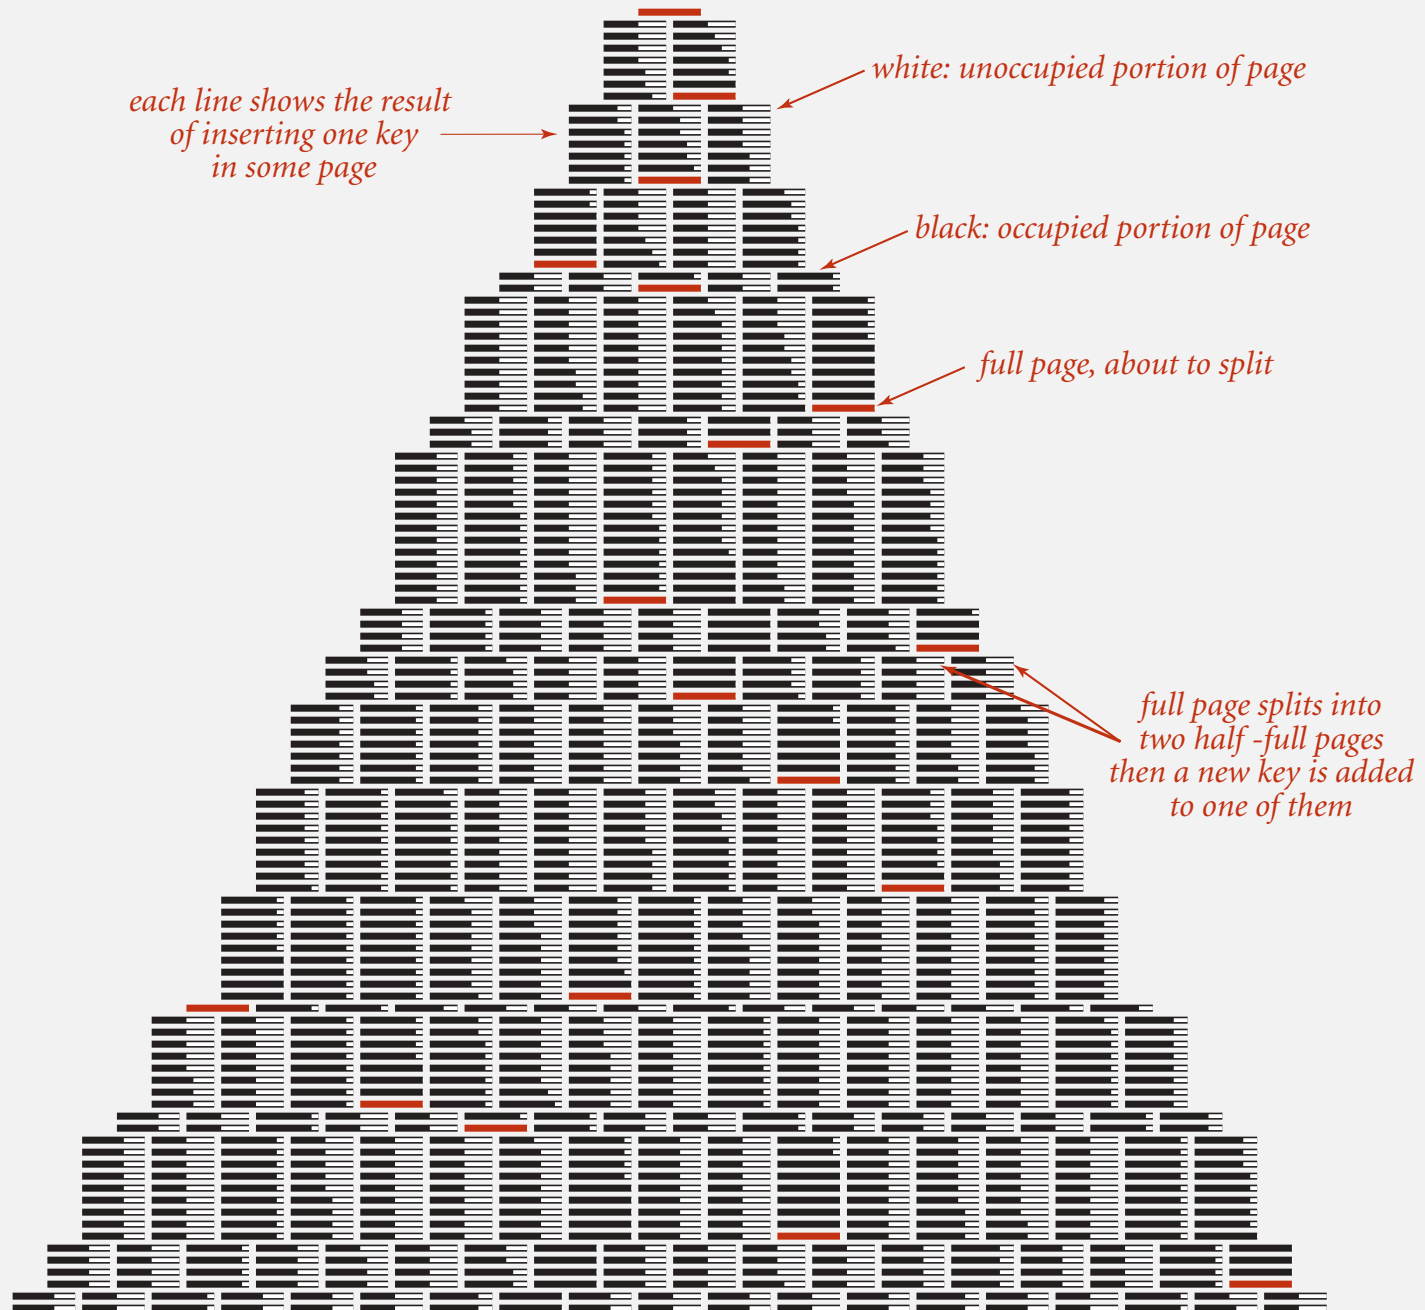 white: unoccupied portion of page
each line shows the result
of inserting one key
in some page
black: occupied portion of page
full page, about to split
full page splits into
two half -full pages
then a new key is added
to one of them